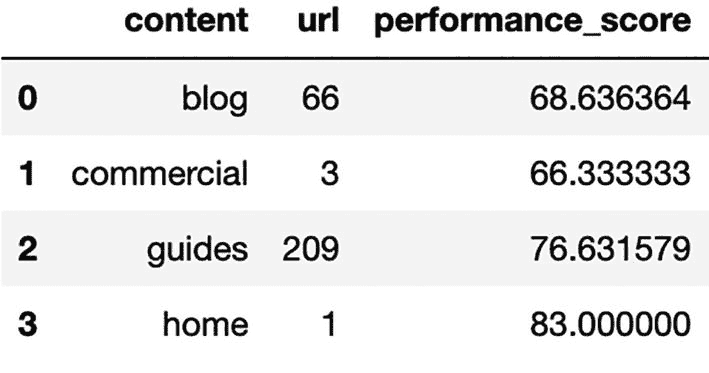 content url performance_score
0 blog 66 68.636364
1 commercial 3 66.333333
2 guides 209 76.631579
3 home 1 83.000000